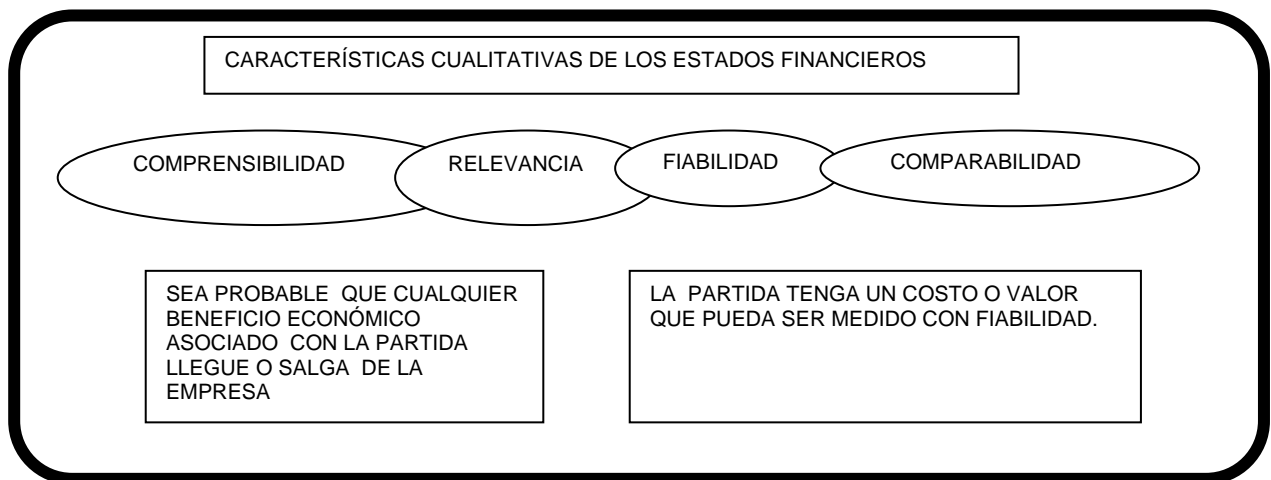 CARACTERÍSTICAS CUALITATIVAS DE LOS ESTADOS FINANCIEROS
COMPRENSIBILIDAD
RELEVANCIA
FIABILIDAD
COMPARABILIDAD
SEA PROBABLE QUE CUALQUIER
BENEFICIO ECONÓMICO
ASOCIADO CON LA PARTIDA
LLEGUE O SALGA DE LA
EMPRESA
LA PARTIDA TENGA UN COSTO O VALOR
QUE PUEDA SER MEDIDO CON FIABILIDAD.